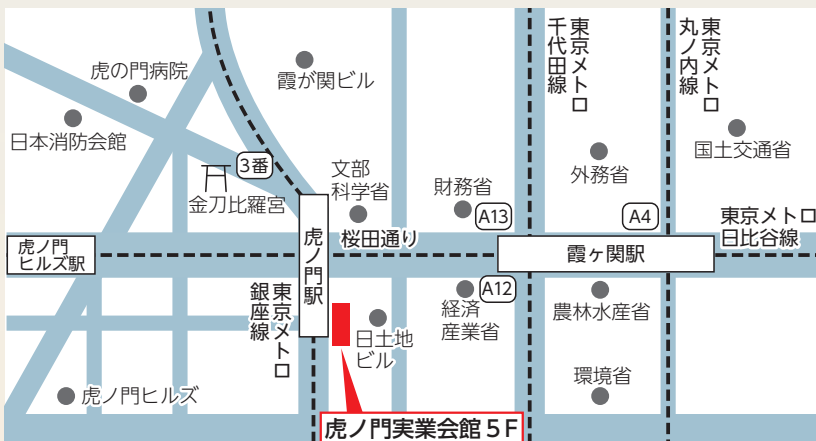 虎の門病院
日本消防会館
3番
金刀比羅宮
霞が関ビル
文部
科学省
財務省
A13
東京メトロ
千代田線
外務省
A4
東京メトロ
丸ノ内線
国土交通省
東京メトロ
日比谷線
虎ノ門
ヒルズ駅
虎ノ門駅
桜田通り
霞ヶ関駅
東京メトロ
銀座線
日土地
ビル
経済
産業省
A12
農林水産省
環境省
虎ノ門ヒルズ
虎ノ門実業会館5F